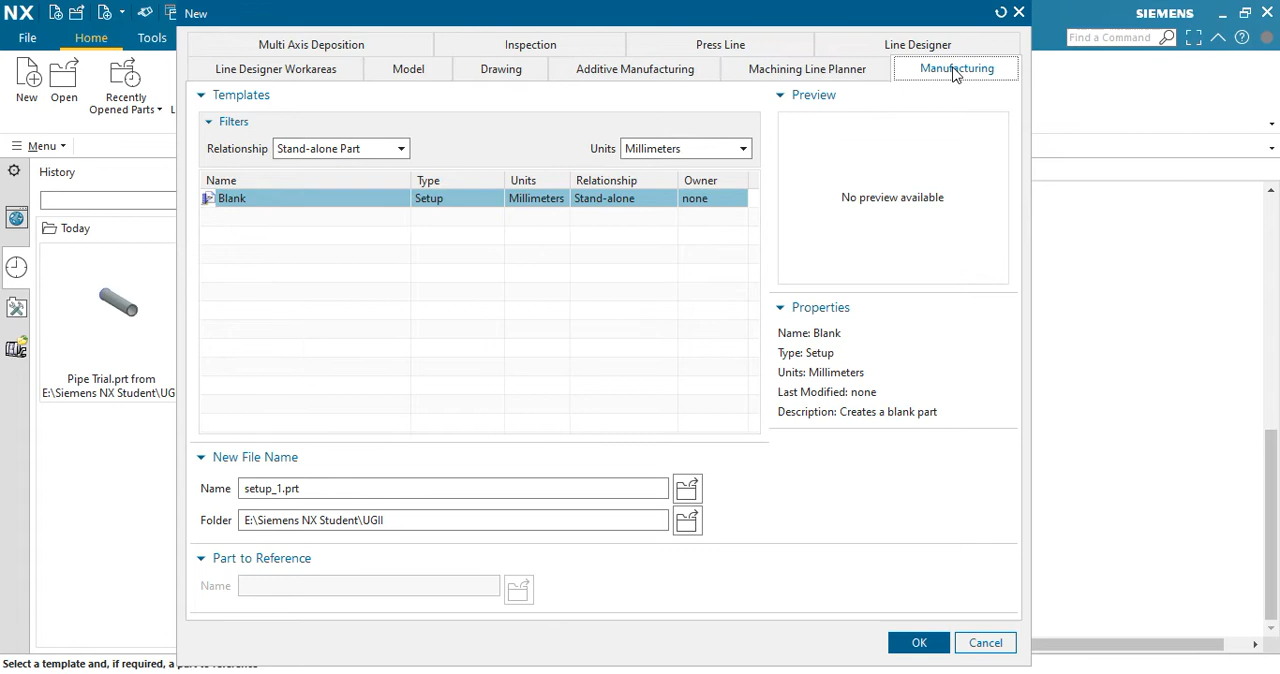 NX
New
SIEMENS
File
Home
Tools
Find a Command
New
Open
Recently
Opened Parts
Menu
History
Today
Pipe Trial.prt from
E:\Siemens NX Student\UGI
Multi Axis Deposition
Inspection
Press Line
Line Designer
Line Designer Workareas
Model
Drawing
Additive Manufacturing
Machining Line Planner
Manufacturing
Templates
Filters
Relationship
Stand-alone Part
Units
Millimeters
Name Type Units Relationship Owner
Blank Setup Millimeters Stand-alone none
Preview
No preview available
Properties
Name: Blank
Type: Setup
Units: Millimeters
Last Modified: none
Description: Creates a blank part
New File Name
Name setup_1.prt
Folder E:\Siemens NX Student\UGII
Part to Reference
Name
OK
Cancel
Select a template and, if required, a part to reference